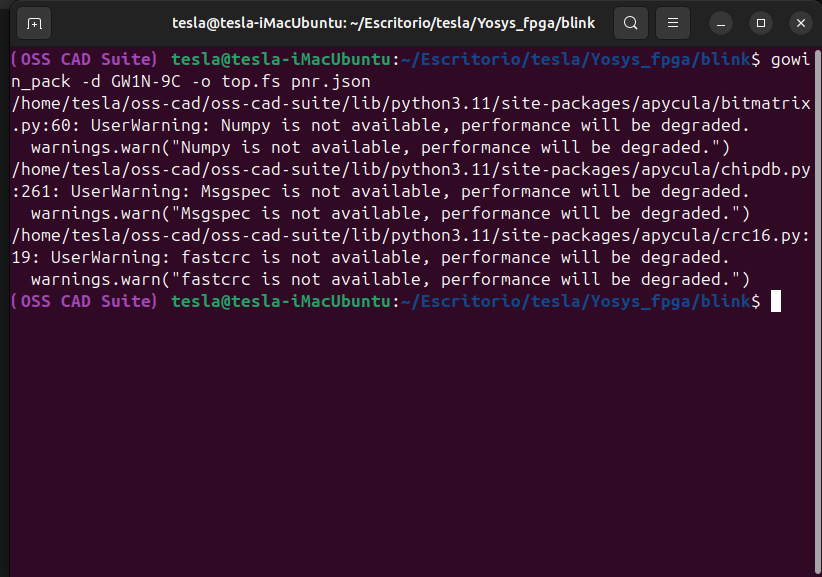 tesla@tesla-iMacUbuntu: ~/Escritorio/tesla/Yosys_fpga/blink
(OSS CAD Suite) tesla@tesla-iMacUbuntu:~/Escritorio/tesla/Yosys_fpga/blink$ gowi
n_pack -d GW1N-9C -o top.fs pnr.json
/home/tesla/oss-cad/oss-cad-suite/lib/python3.11/site-packages/apycula/bitmatrix
.py:60: UserWarning: Numpy is not available, performance will be degraded.
  warnings.warn("Numpy is not available, performance will be degraded.")
/home/tesla/oss-cad/oss-cad-suite/lib/python3.11/site-packages/apycula/chipdb.py
:261: UserWarning: Msgspec is not available, performance will be degraded.
  warnings.warn("Msgspec is not available, performance will be degraded.")
/home/tesla/oss-cad/oss-cad-suite/lib/python3.11/site-packages/apycula/crc16.py:
19: UserWarning: fastcrc is not available, performance will be degraded.
  warnings.warn("fastcrc is not available, performance will be degraded.")
(OSS CAD Suite) tesla@tesla-iMacUbuntu:~/Escritorio/tesla/Yosys_fpga/blink$